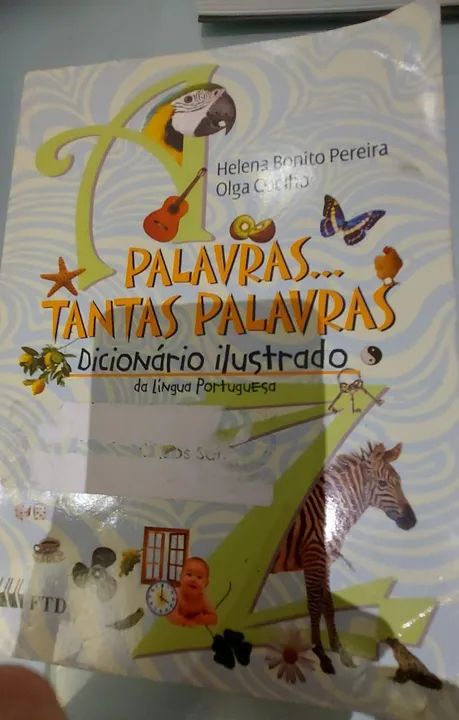 Helena Bonito Pereira
Olga Coelho
PALAVRAS...
TANTAS PALAVRAS
Dicionário ilustrado
da Língua Portuguesa
FTD